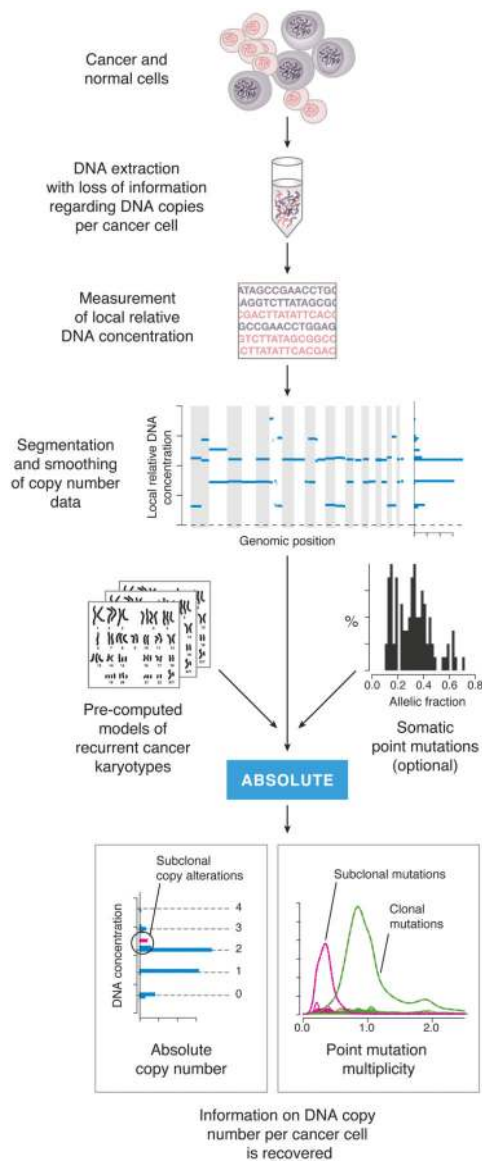 Cancer and
normal cells
DNA extraction
with loss of information
regarding DNA copies
per cancer cell
Measurement
of local relative
DNA concentration
ATAGCCGAACCTGC
AGGTCTTATAGCGC
CGACTTATATTCACC
GCCGAACCTGGAG
GTCTTATAGCGGCC
CTTATATTCACGAC
Segmentation
and smoothing
of copy number
data
Local relative DNA
concentration
Genomic position
Pre-computed
models of
recurrent cancer
karyotypes
%
0 0.2 0.4 0.6 0.8
Allelic fraction
Somatic
point mutations
(optional)
ABSOLUTE
Subclonal
copy alterations
DNA concentration
4
3
2
1
0
Absolute
copy number
Subclonal mutations
Clonal
mutations
0.0 1.0 2.0
Point mutation
multiplicity
Information on DNA copy
number per cancer cell
is recovered